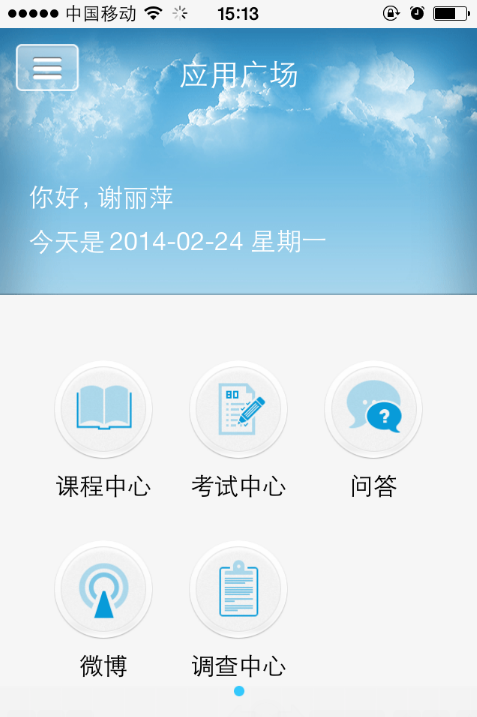 中国移动 15:13
应用广场
你好, 谢丽萍
今天是 2014-02-24 星期一
80
?
课程中心 考试中心 问答
微博 调查中心